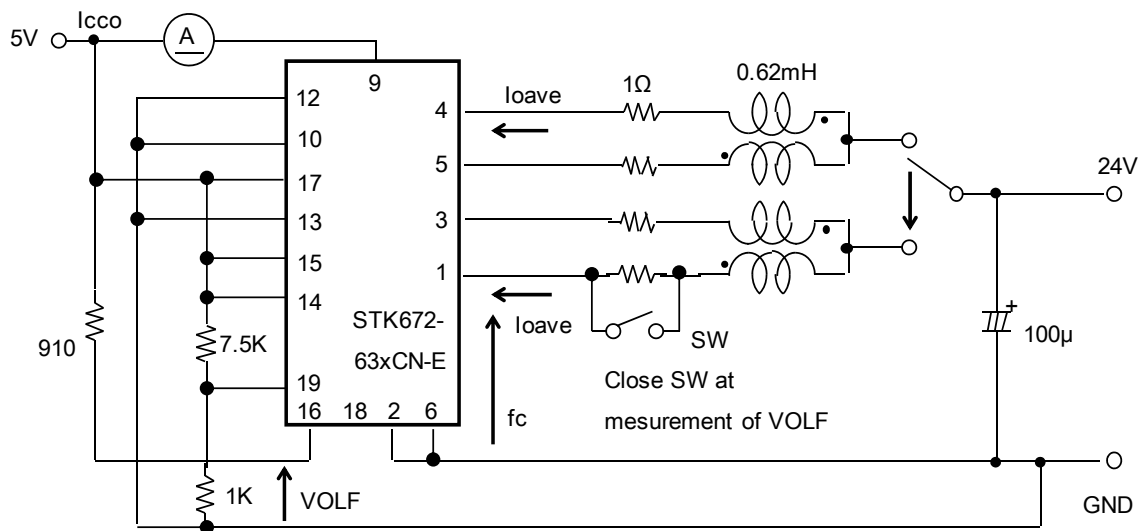 5V
Icco
A
12
9
4
Ioave
1Ω
0.62mH
10
5
17
24V
13
3
15
1
14
Ioave
910
7.5K
STK672-
63xCN-E
SW
100µ
+
19
16
18
2
6
fc
Close SW at
mesurement of VOLF
1K
VOLF
GND